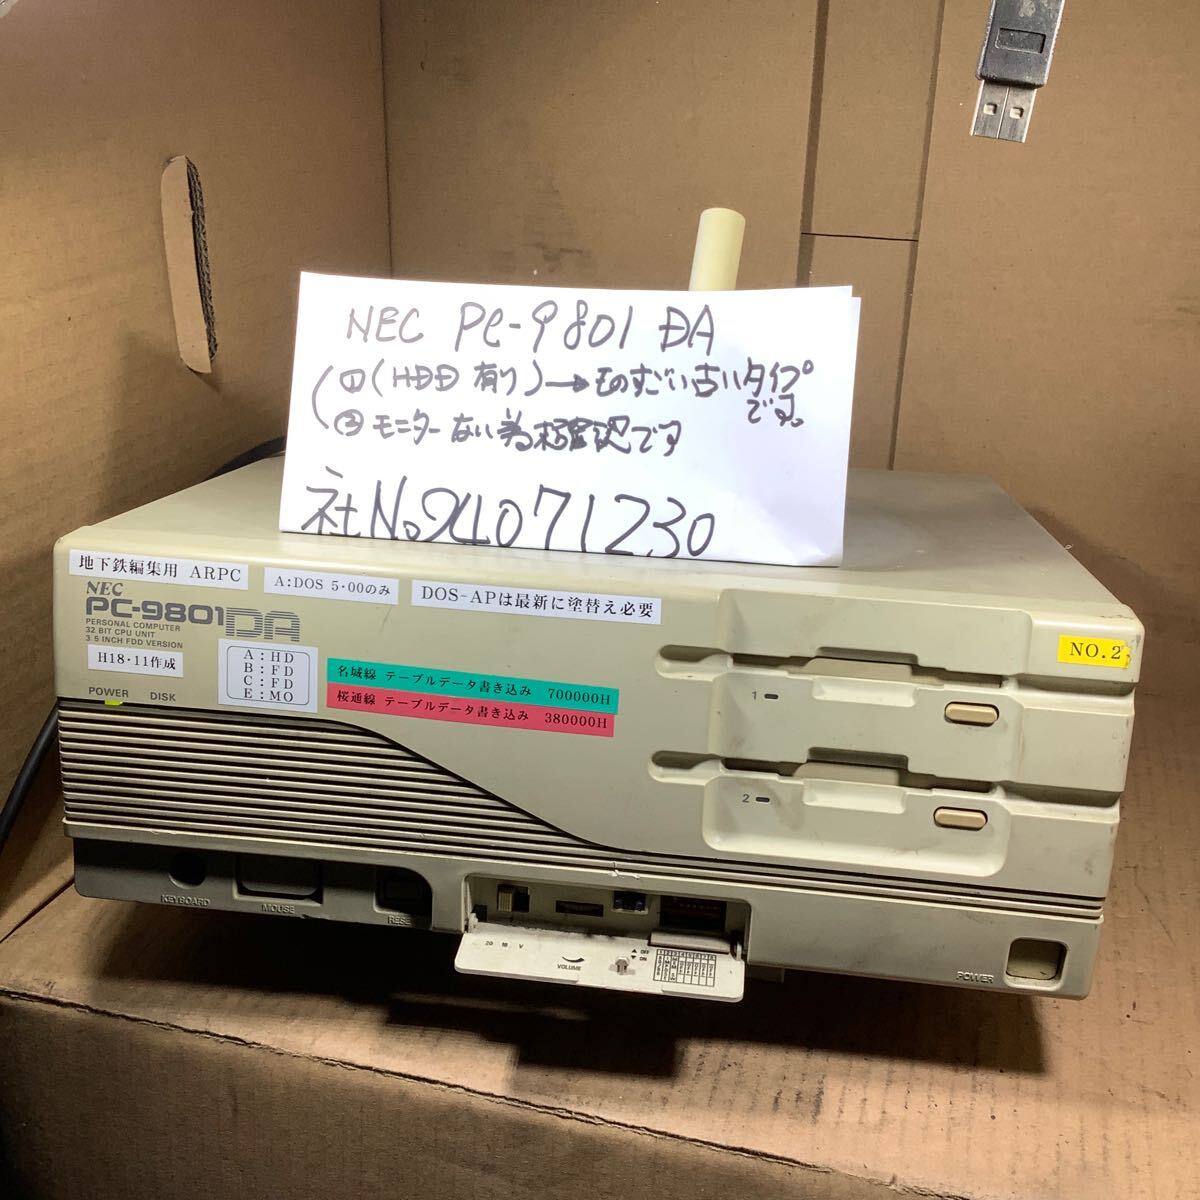 NEC PC-9801 DA
①(HDD 有り)→ものすごい古いタイプ
です。
②モニターない為未確認です
社No.24071230
地下鉄編集用 ARPC
A:DOS 5・00のみ
DOS-APは最新に塗替え必要
NEC
PC-9801DA
PERSONAL COMPUTER
32 BIT CPU UNIT
3.5 INCH FDD VERSION
H18・11作成
A：HD
B：FD
C：FD
E：MO
名城線 テーブルデータ書き込み 700000H
桜通線 テーブルデータ書き込み 380000H
NO.2
POWER DISK
1
2
KEYBOARD
MOUSE
RESE
VOLUME
OFF
ON
POWER